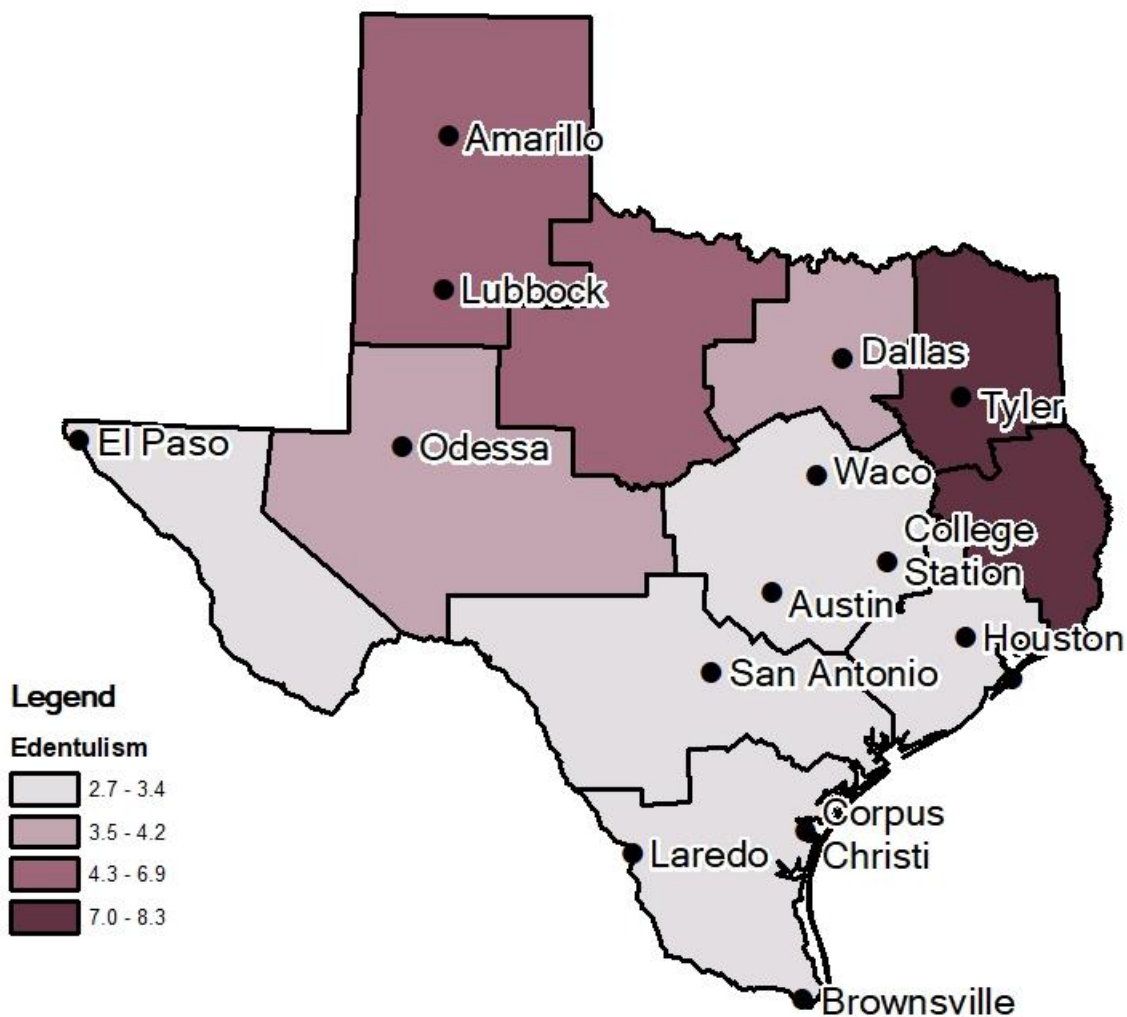 Amarillo
Lubbock
Dallas
Tyler
El Paso
Odessa
Waco
College
Station
Austin
Houston
San Antonio
Corpus
Christi
Laredo
Brownsville
Legend
Edentulism
2.7 - 3.4
3.5 - 4.2
4.3 - 6.9
7.0 - 8.3